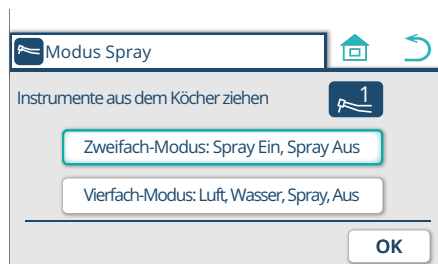 Modus Spray
Instrumente aus dem Köcher ziehen
1
Zweifach-Modus: Spray Ein, Spray Aus
Vierfach-Modus: Luft, Wasser, Spray, Aus
OK